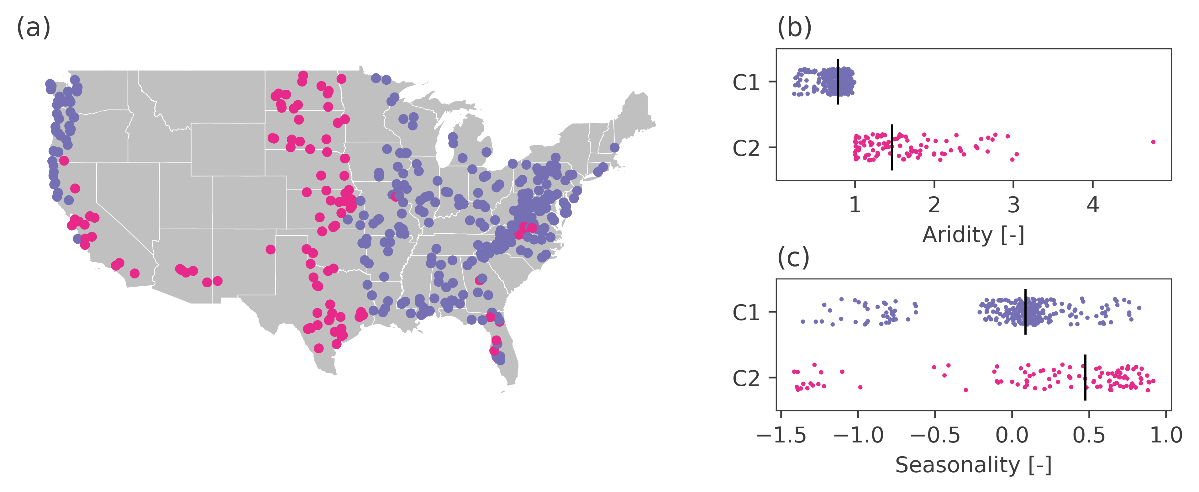 (a)
(b)
C1
C2
1 2 3 4
Aridity [-]
(c)
C1
C2
−1.5 −1.0 −0.5 0.0 0.5 1.0
Seasonality [-]